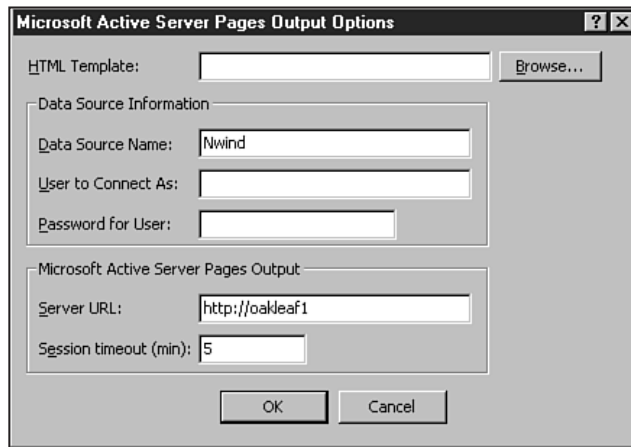 Microsoft Active Server Pages Output Options ? X
HTML Template: Browse...
Data Source Information
Data Source Name: Nwind
User to Connect As:
Password for User:
Microsoft Active Server Pages Output
Server URL: http://oakleaf1
Session timeout (min): 5
OK Cancel